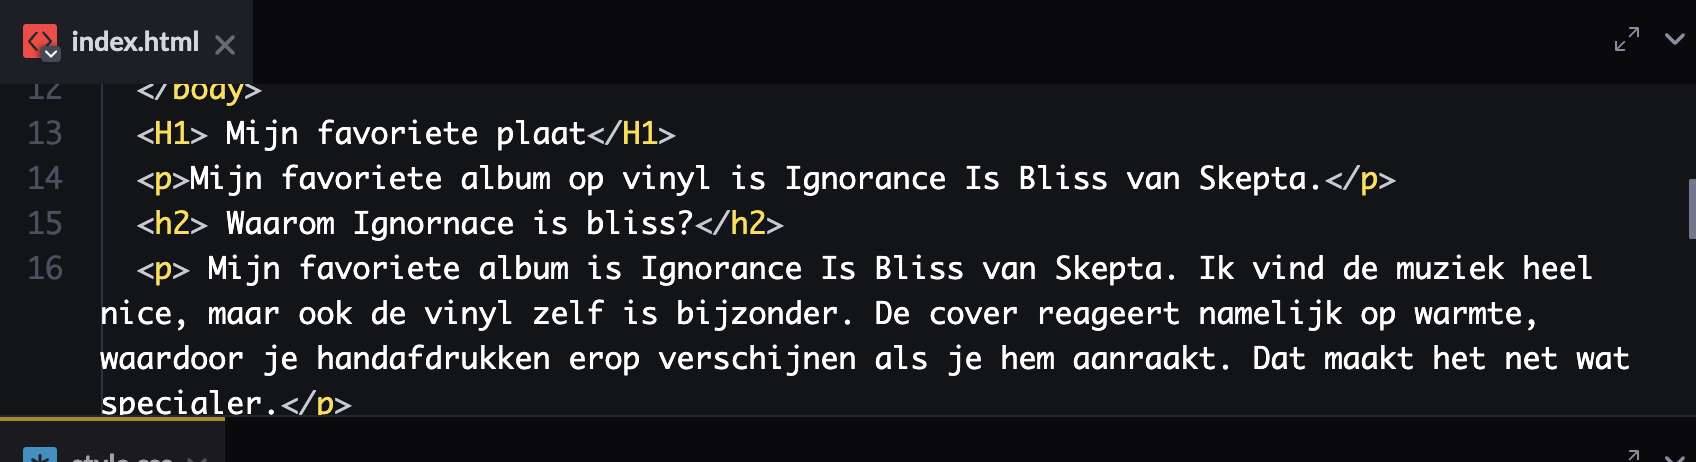 index.html
12 </body>
13 <H1> Mijn favoriete plaat</H1>
14 <p>Mijn favoriete album op vinyl is Ignorance Is Bliss van Skepta.</p>
15 <h2> Waarom Ignornace is bliss?</h2>
16 <p> Mijn favoriete album is Ignorance Is Bliss van Skepta. Ik vind de muziek heel
nice, maar ook de vinyl zelf is bijzonder. De cover reageert namelijk op warmte,
waardoor je handafdrukken erop verschijnen als je hem aanraakt. Dat maakt het net wat
specialer.</p>
style.css